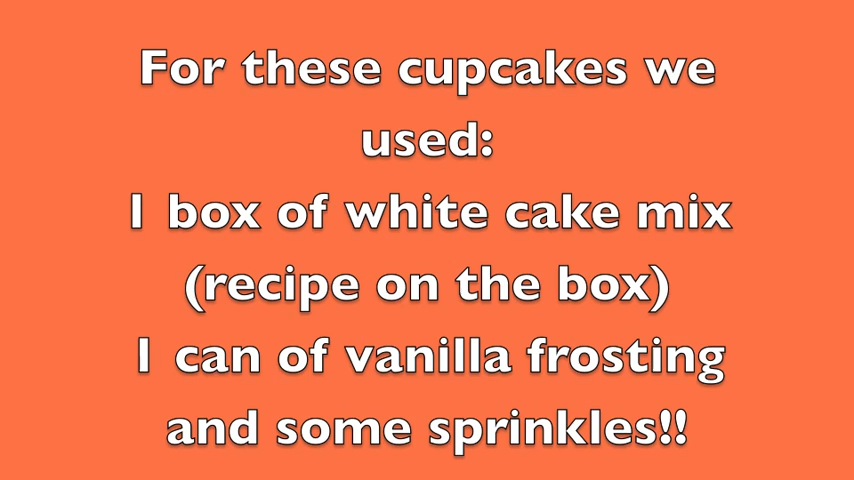 For these cupcakes we
used:
1 box of white cake mix
(recipe on the box)
1 can of vanilla frosting
and some sprinkles!!